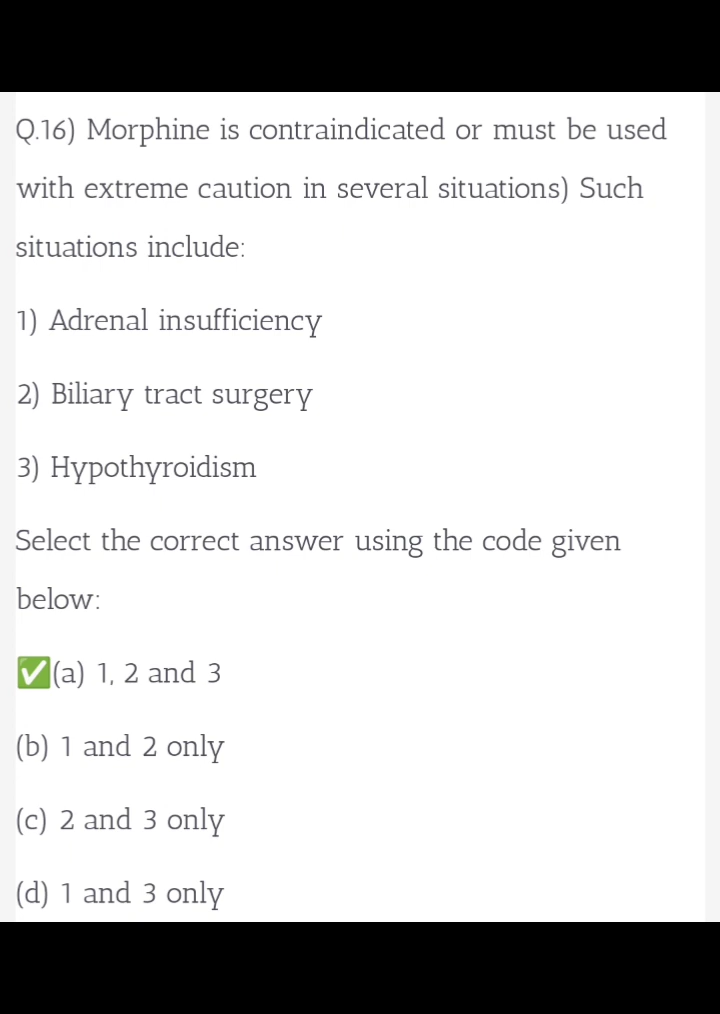 Q.16) Morphine is contraindicated or must be used
with extreme caution in several situations) Such
situations include:
1) Adrenal insufficiency
2) Biliary tract surgery
3) Hypothyroidism
Select the correct answer using the code given
below:
✅(a) 1, 2 and 3
(b) 1 and 2 only
(c) 2 and 3 only
(d) 1 and 3 only